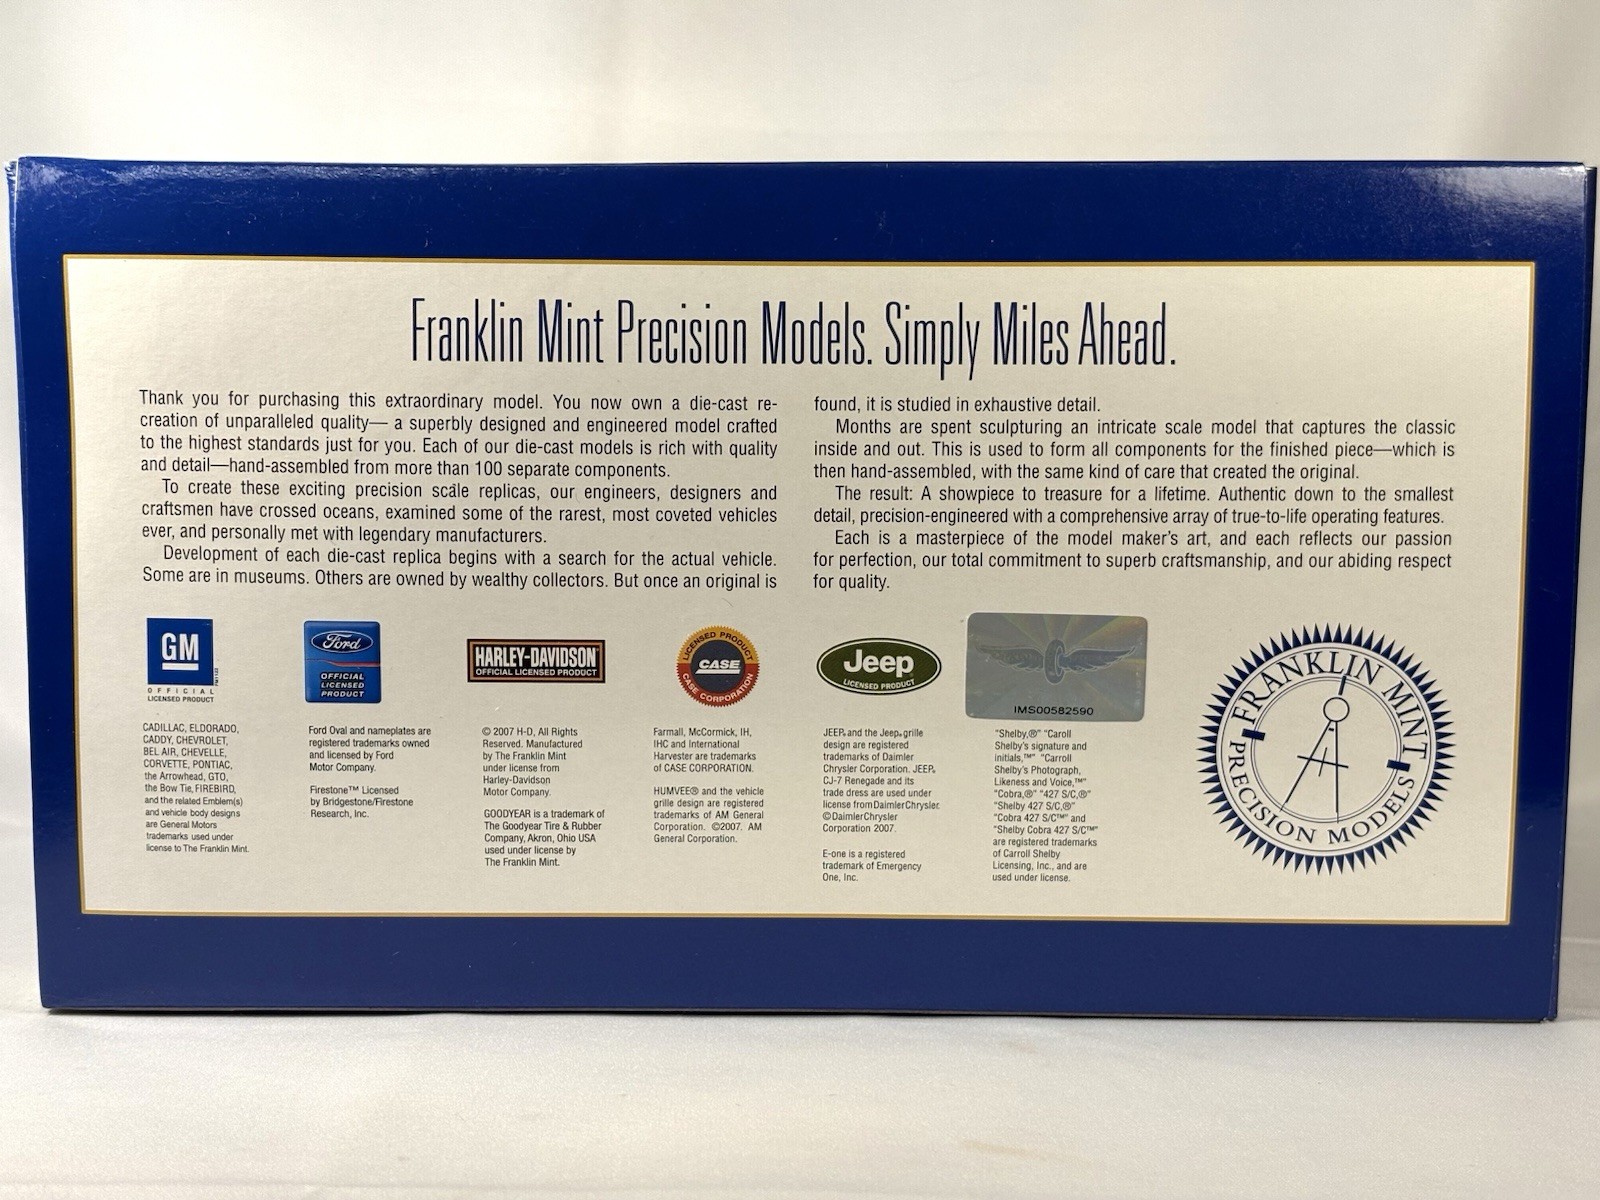 Franklin Mint Precision Models. Simply Miles Ahead.
Thank you for purchasing this extraordinary model. You now own a die-cast re-
creation of unparalleled quality— a superbly designed and engineered model crafted
to the highest standards just for you. Each of our die-cast models is rich with quality
and detail—hand-assembled from more than 100 separate components.
To create these exciting precision scale replicas, our engineers, designers and
craftsmen have crossed oceans, examined some of the rarest, most coveted vehicles
ever, and personally met with legendary manufacturers.
Development of each die-cast replica begins with a search for the actual vehicle.
Some are in museums. Others are owned by wealthy collectors. But once an original is
found, it is studied in exhaustive detail.
Months are spent sculpturing an intricate scale model that captures the classic
inside and out. This is used to form all components for the finished piece—which is
then hand-assembled, with the same kind of care that created the original.
The result: A showpiece to treasure for a lifetime. Authentic down to the smallest
detail, precision-engineered with a comprehensive array of true-to-life operating features.
Each is a masterpiece of the model maker's art, and each reflects our passion
for perfection, our total commitment to superb craftsmanship, and our abiding respect
for quality.
GM
OFFICIAL
LICENSED PRODUCT
CADILLAC, ELDORADO,
CADDY, CHEVROLET,
BEL AIR, CHEVELLE,
CORVETTE, PONTIAC,
the Arrowhead, GTO,
the Bow Tie, FIREBIRD,
and the related Emblem(s)
and vehicle body designs
are General Motors
trademarks used under
license to The Franklin Mint.
Ford
OFFICIAL
LICENSED
PRODUCT
Ford Oval and nameplates are
registered trademarks owned
and licensed by Ford
Motor Company.
Firestone™ Licensed
by Bridgestone/Firestone
Research, Inc.
HARLEY-DAVIDSON
OFFICIAL LICENSED PRODUCT
© 2007 H-D, All Rights
Reserved. Manufactured
by The Franklin Mint
under license from
Harley-Davidson
Motor Company.
GOODYEAR is a trademark of
The Goodyear Tire & Rubber
Company, Akron, Ohio USA
used under license by
The Franklin Mint.
LICENSED PRODUCT
CASE
CASE CORPORATION
Farmall, McCormick, IH,
IHC and International
Harvester are trademarks
of CASE CORPORATION.
HUMVEE® and the vehicle
grille design are registered
trademarks of AM General
Corporation. ©2007. AM
General Corporation.
Jeep
LICENSED PRODUCT
JEEP® and the Jeep® grille
design are registered
trademarks of Daimler
Chrysler Corporation. JEEP®
CJ-7 Renegade and its
trade dress are used under
license from DaimlerChrysler.
©DaimlerChrysler
Corporation 2007.
E-one is a registered
trademark of Emergency
One, Inc.
IMS00582590
"Shelby,®" "Caroll
Shelby's signature and
initials,™" "Carroll
Shelby's Photograph,
Likeness and Voice,™"
"Cobra,®" "427 S/C,®"
"Shelby 427 S/C,®"
"Cobra 427 S/C™" and
"Shelby Cobra 427 S/C™"
are registered trademarks
of Carroll Shelby
Licensing, Inc., and are
used under license.
FRANKLIN MINT
PRECISION MODELS